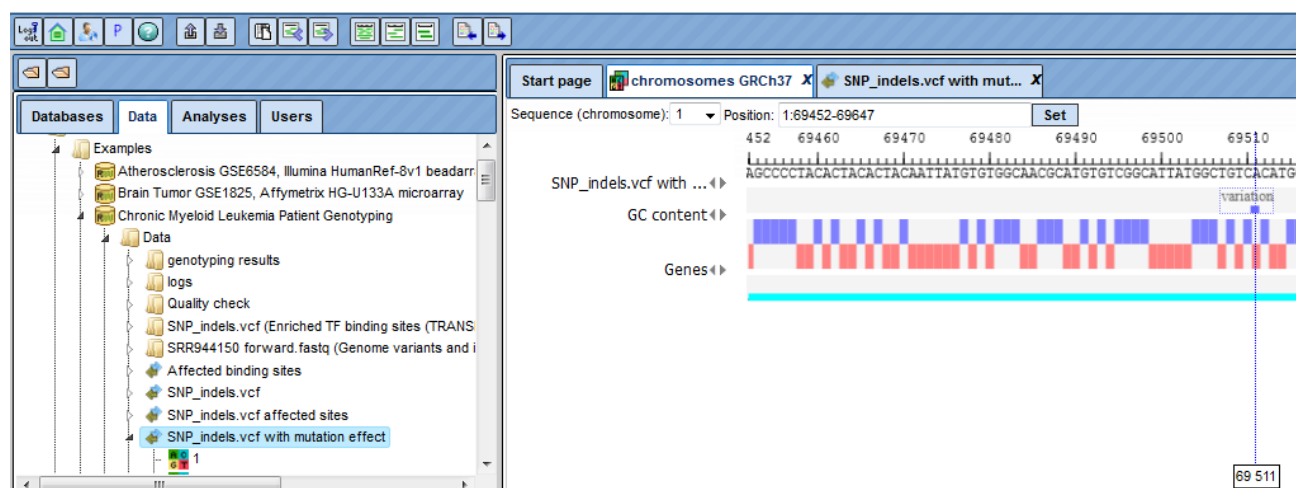 Log? out P ?
Start page chromosomes GRCh37 X SNP_indels.vcf with mut... X
Databases Data Analyses Users
Sequence (chromosome): 1 Position: 1:69452-69647 Set
452 69460 69470 69480 69490 69500 69510
AGCCCCTACACTACACTACAATTATGTGTGGCAACGCATGTGTCGGCATTATGGCTGTCACATG
SNP_indels.vcf with ...
variation
GC content
Genes
69 511
Examples
Atherosclerosis GSE6584, Illumina HumanRef-8v1 beadarr
Brain Tumor GSE1825, Affymetrix HG-U133A microarray
Chronic Myeloid Leukemia Patient Genotyping
Data
genotyping results
logs
Quality check
SNP_indels.vcf (Enriched TF binding sites (TRANS
SRR944150 forward.fastq (Genome variants and i
Affected binding sites
SNP_indels.vcf
SNP_indels.vcf affected sites
SNP_indels.vcf with mutation effect
1